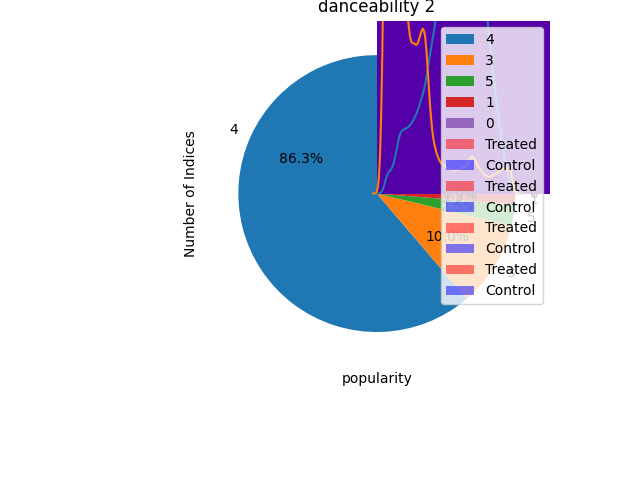 danceability 2
4
3
5
1
0
Treated
Control
Treated
Control
Treated
Control
Treated
Control
4
86.3%
10.0%
Number of Indices
popularity